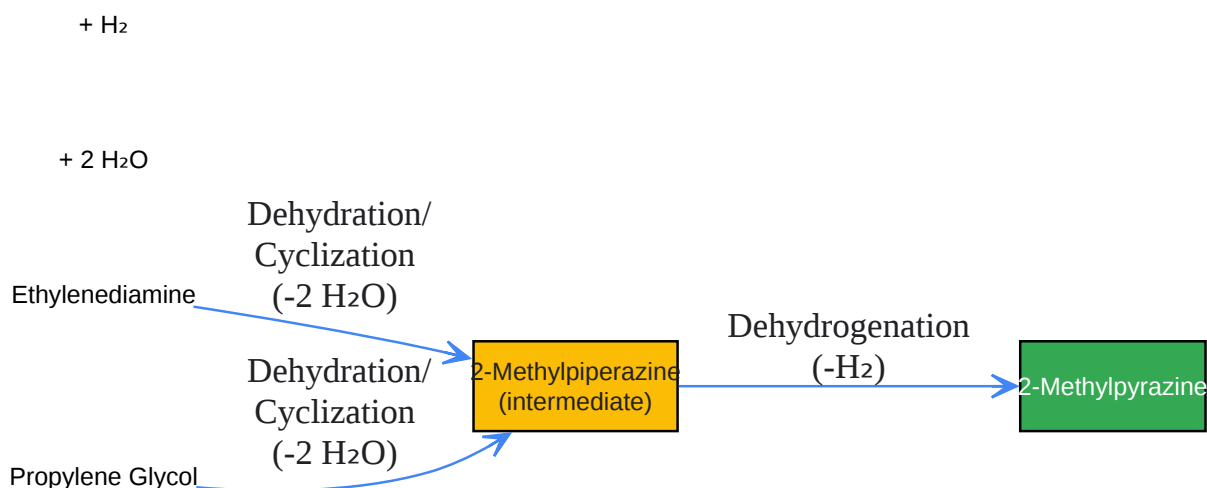 + H₂
+ 2 H₂O
Dehydration/
Cyclization
(-2 H₂O)
Ethylenediamine
Dehydration/
Cyclization
(-2 H₂O)
Propylene Glycol
2-Methylpiperazine
(intermediate)
Dehydrogenation
(-H₂)
2-Methylpyrazine